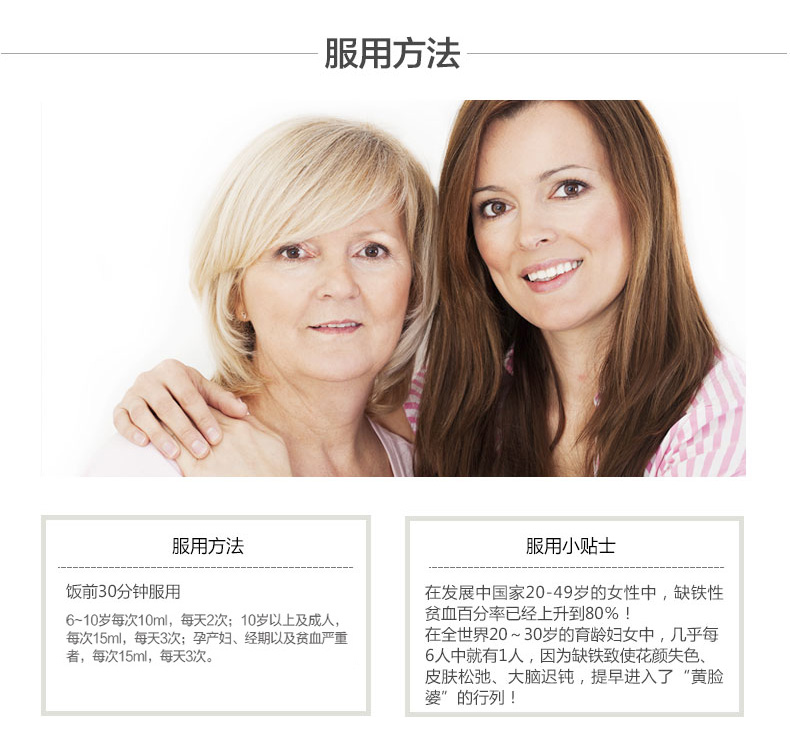 服用方法
服用方法
饭前30分钟服用
6~10岁每次10ml，每天2次；10岁以上及成人，
每次15ml，每天3次；孕产妇、经期以及贫血严重
者，每次15ml，每天3次。
服用小贴士
在发展中国家20-49岁的女性中，缺铁性
贫血百分率已经上升到80%！
在全世界20～30岁的育龄妇女中，几乎每
6人中就有1人，因为缺铁致使花颜失色、
皮肤松弛、大脑迟钝，提早进入了“黄脸
婆”的行列！